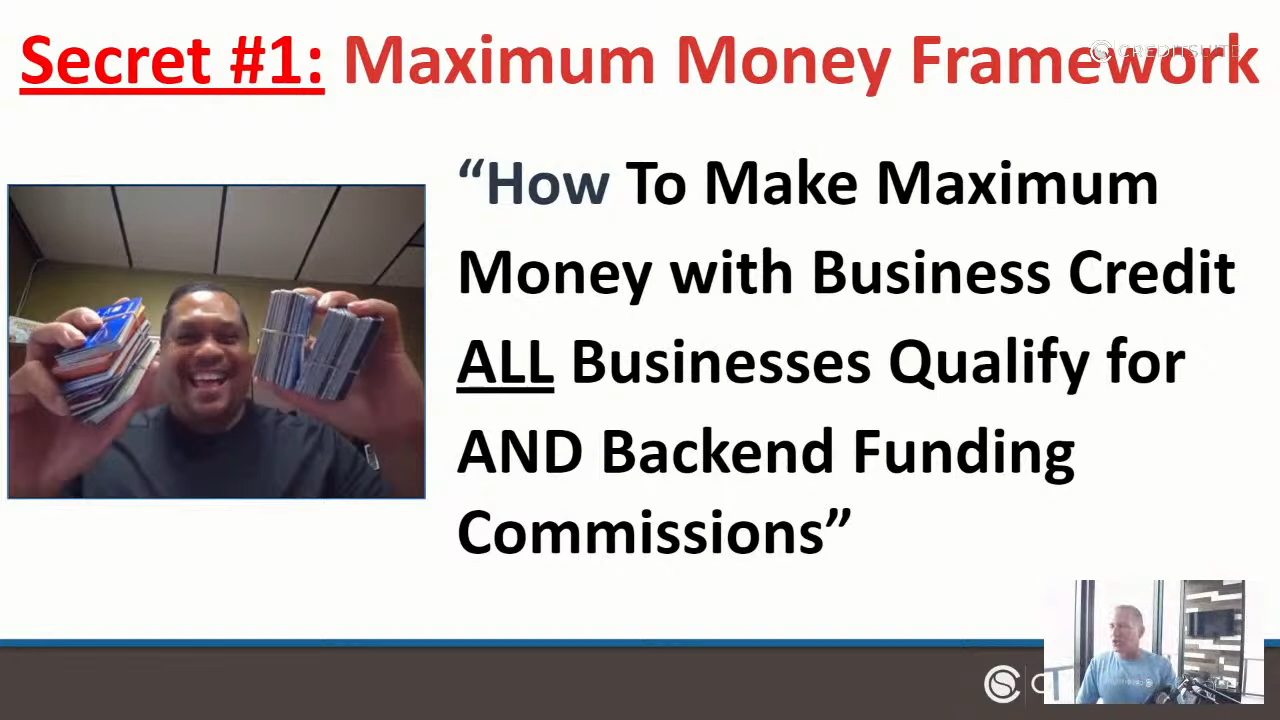 Secret #1: Maximum Money Framework
CREDITSUITE
“How To Make Maximum
Money with Business Credit
ALL Businesses Qualify for
AND Backend Funding
Commissions”